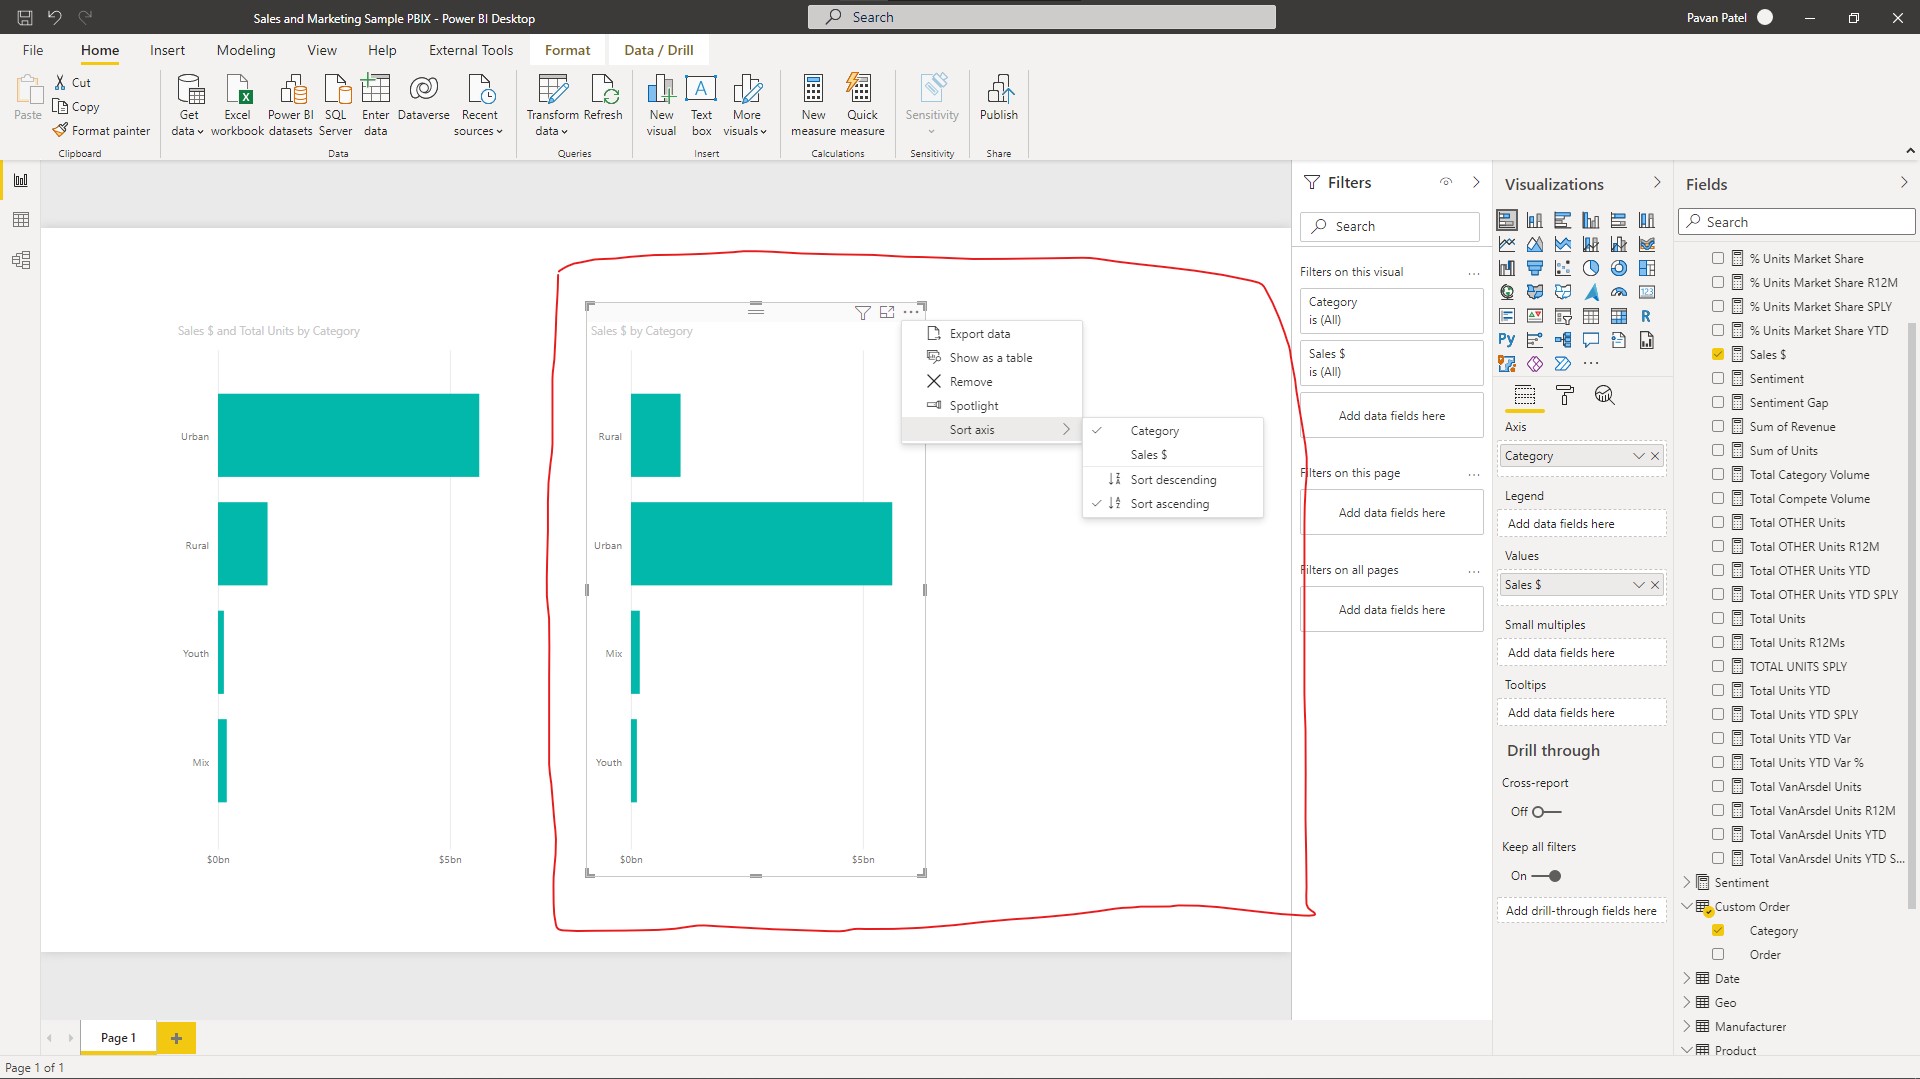 Sales and Marketing Sample PBIX - Power BI Desktop
Search
Pavan Patel
File Home Insert Modeling View Help External Tools Format Data / Drill
Paste
Cut
Copy
Format painter
Clipboard
Get data
Excel workbook
Power BI datasets
SQL Server
Enter data
Dataverse
Recent sources
Data
Transform data
Refresh
Queries
New visual
Text box
More visuals
Insert
New measure
Quick measure
Calculations
Sensitivity
Sensitivity
Publish
Share
Sales $ and Total Units by Category
Urban
Rural
Youth
Mix
$0bn $5bn
Sales $ by Category
Rural
Urban
Mix
Youth
$0bn $5bn
Export data
Show as a table
Remove
Spotlight
Sort axis
Category
Sales $
Sort descending
Sort ascending
Filters
Search
Filters on this visual
Category
is (All)
Sales $
is (All)
Add data fields here
Filters on this page
Add data fields here
Filters on all pages
Add data fields here
Visualizations
123
R
Py
Axis
Category
Legend
Add data fields here
Values
Sales $
Small multiples
Add data fields here
Tooltips
Add data fields here
Drill through
Cross-report
Off
Keep all filters
On
Add drill-through fields here
Fields
Search
% Units Market Share
% Units Market Share R12M
% Units Market Share SPLY
% Units Market Share YTD
Sales $
Sentiment
Sentiment Gap
Sum of Revenue
Sum of Units
Total Category Volume
Total Compete Volume
Total OTHER Units
Total OTHER Units R12M
Total OTHER Units YTD
Total OTHER Units YTD SPLY
Total Units
Total Units R12Ms
TOTAL UNITS SPLY
Total Units YTD
Total Units YTD SPLY
Total Units YTD Var
Total Units YTD Var %
Total VanArsdel Units
Total VanArsdel Units R12M
Total VanArsdel Units YTD
Total VanArsdel Units YTD S...
Sentiment
Custom Order
Category
Order
Date
Geo
Manufacturer
Product
Page 1
Page 1 of 1